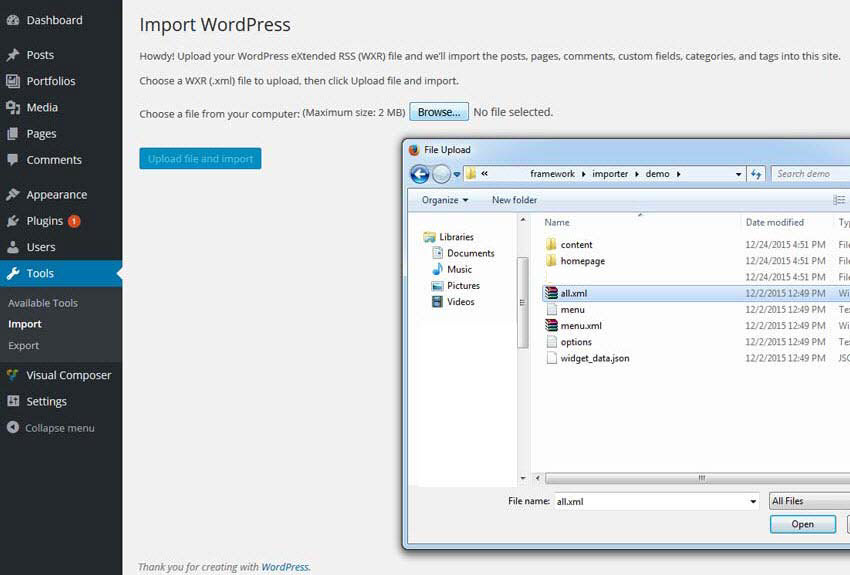 Dashboard
Posts
Portfolios
Media
Pages
Comments
Appearance
Plugins 1
Users
Tools
Available Tools
Import
Export
Visual Composer
Settings
Collapse menu
Import WordPress
Howdy! Upload your WordPress eXtended RSS (WXR) file and we'll import the posts, pages, comments, custom fields, categories, and tags into this site.
Choose a WXR (.xml) file to upload, then click Upload file and import.
Choose a file from your computer: (Maximum size: 2 MB) Browse... No file selected.
Upload file and import
File Upload
« framework importer demo Search demo
Organize New folder
Libraries
Documents
Music
Pictures
Videos
Name Date modified Ty
content 12/24/2015 4:51 PM File
homepage 12/24/2015 4:51 PM File
12/24/2015 4:51 PM File
all.xml 12/2/2015 12:49 PM Wi
menu 12/2/2015 12:49 PM Te
menu.xml 12/2/2015 12:49 PM Wi
options 12/2/2015 12:49 PM Te
widget_data.json 12/2/2015 12:49 PM JSO
File name: all.xml All Files
Open
Thank you for creating with WordPress.